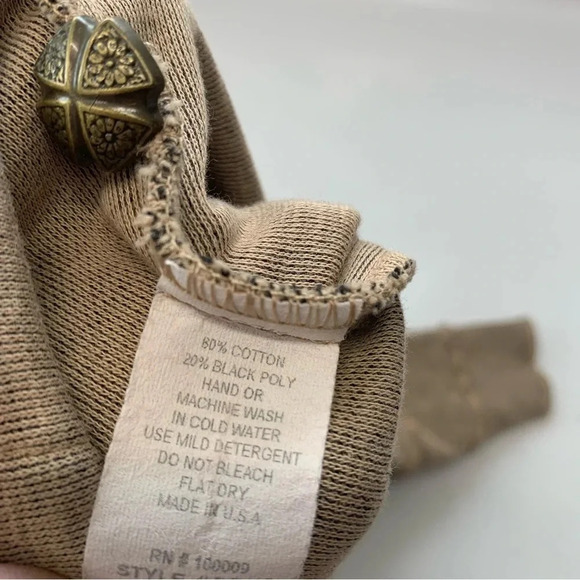 80% COTTON
20% BLACK POLY
HAND OR
MACHINE WASH
IN COLD WATER
USE MILD DETERGENT
DO NOT BLEACH
FLAT DRY
MADE IN U.S.A
RN # 100009
STYLE